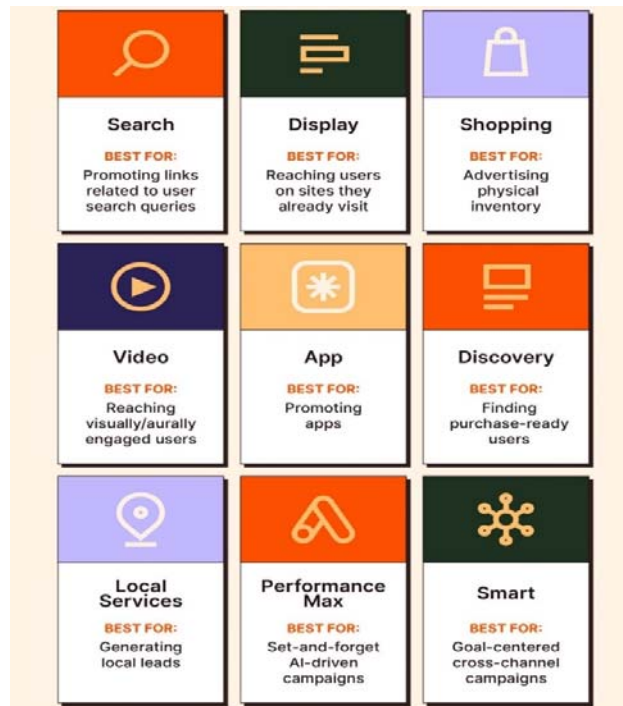 Search
BEST FOR:
Promoting links
related to user
search queries
Display
BEST FOR:
Reaching users
on sites they
already visit
Shopping
BEST FOR:
Advertising
physical
inventory
Video
BEST FOR:
Reaching
visually/aurally
engaged users
App
BEST FOR:
Promoting
apps
Discovery
BEST FOR:
Finding
purchase-ready
users
Local
Services
BEST FOR:
Generating
local leads
Performance
Max
BEST FOR:
Set-and-forget
AI-driven
campaigns
Smart
BEST FOR:
Goal-centered
cross-channel
campaigns